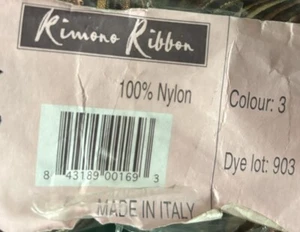 Kimono Ribbon
100% Nylon
Colour: 3
8 43189 00169 3
Dye lot: 903
MADE IN ITALY